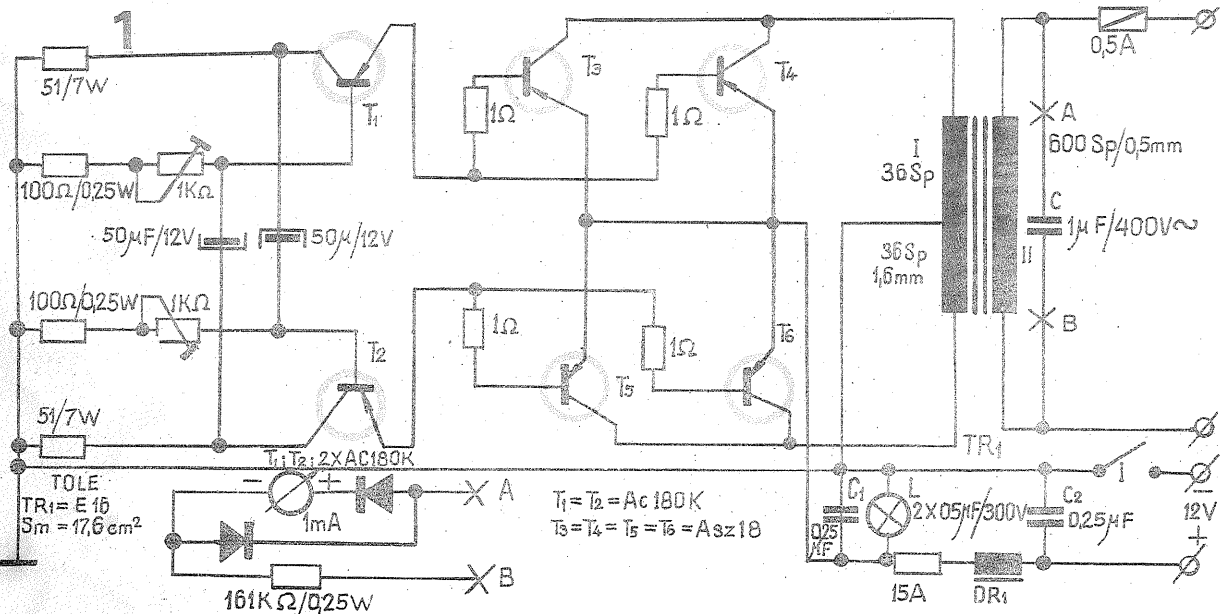 1
51/7W
T1
T3
T4
0,5A
1Ω
1Ω
A
600 Sp/0,5mm
I
36Sp
100Ω/0,25W
1KΩ
50µF/12V
50µ/12V
C
1µF/400V~
36Sp
1,6mm
II
100Ω/0,25W
1KΩ
1Ω
1Ω
B
T2
T5
T6
51/7W
TR1
T1;T2; 2XAC180K
TOLE
TR1= E 16
Sm = 17,6 cm²
- +
1mA
A
T1=T2= Ac 180K
T3=T4=T5=T6= Asz18
C1
0,25
µF
L
2X05µF/300V
C2
0,25µF
I
-
12V
+
B
161KΩ/0,25W
15A
DR1